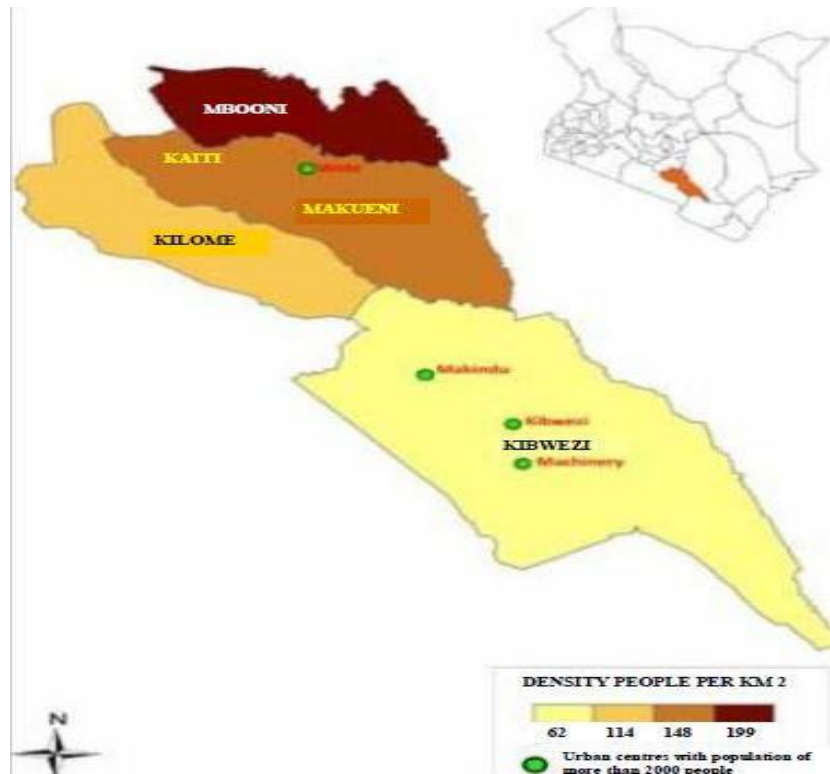 MBOONI
KAITI
MAKUENI
KILOME
Makindu
Kibwezi
KIBWEZI
Machinery
DENSITY PEOPLE PER KM 2
62 114 148 199
N
Urban centres with population of
more than 2000 people